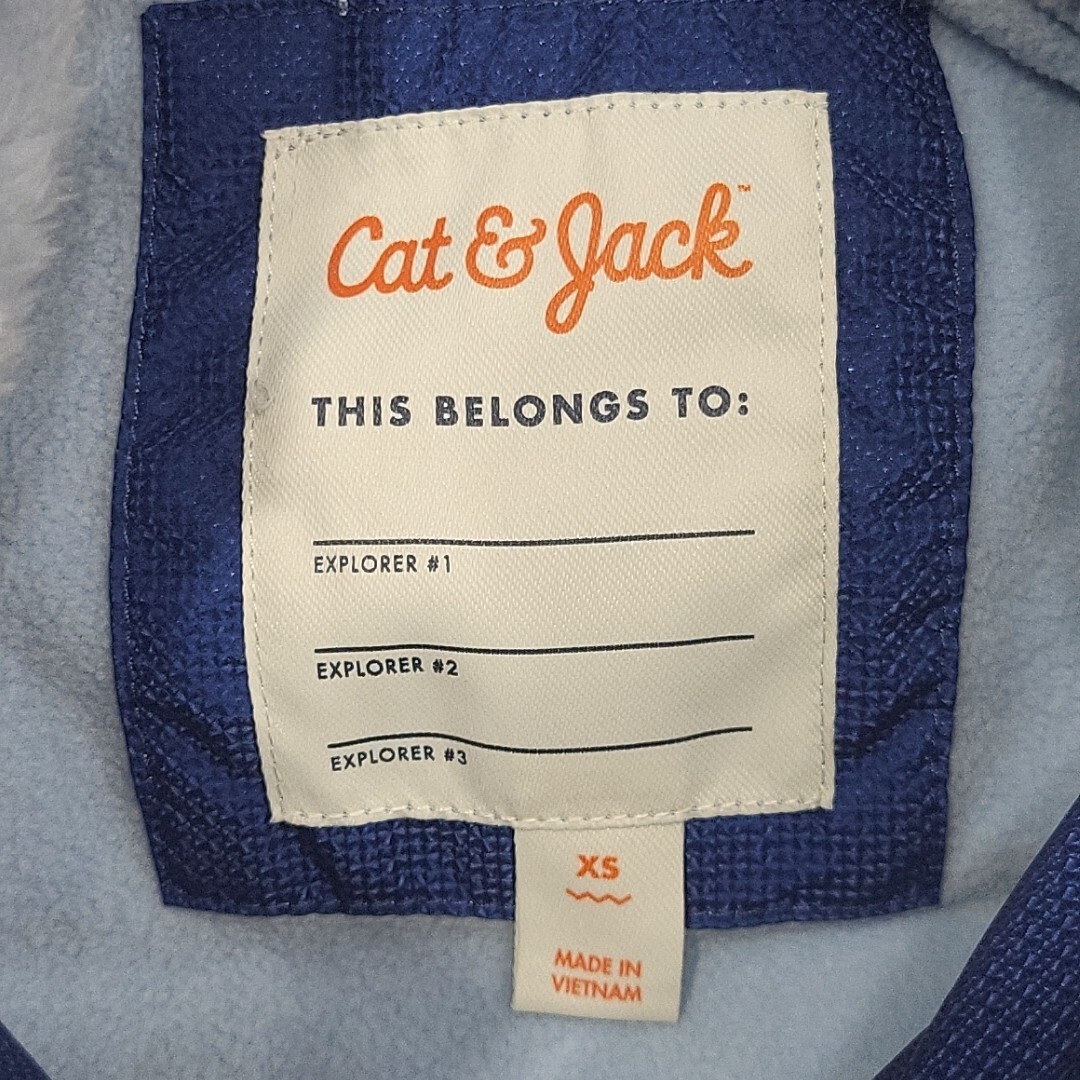 Cat & Jack™
THIS BELONGS TO:
EXPLORER #1
EXPLORER #2
EXPLORER #3
XS
MADE IN
VIETNAM